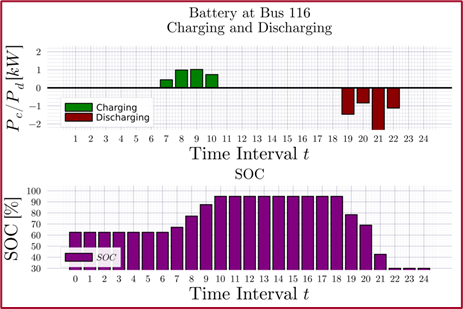 Battery at Bus 116
Charging and Discharging
P_c/P_d [kW]
2
1
0
−1
−2
Charging
Discharging
1 2 3 4 5 6 7 8 9 10 11 12 13 14 15 16 17 18 19 20 21 22 23 24
Time Interval t
SOC
SOC [%]
100
90
80
70
60
50
40
30
SOC
0 1 2 3 4 5 6 7 8 9 10 11 12 13 14 15 16 17 18 19 20 21 22 23 24
Time Interval t